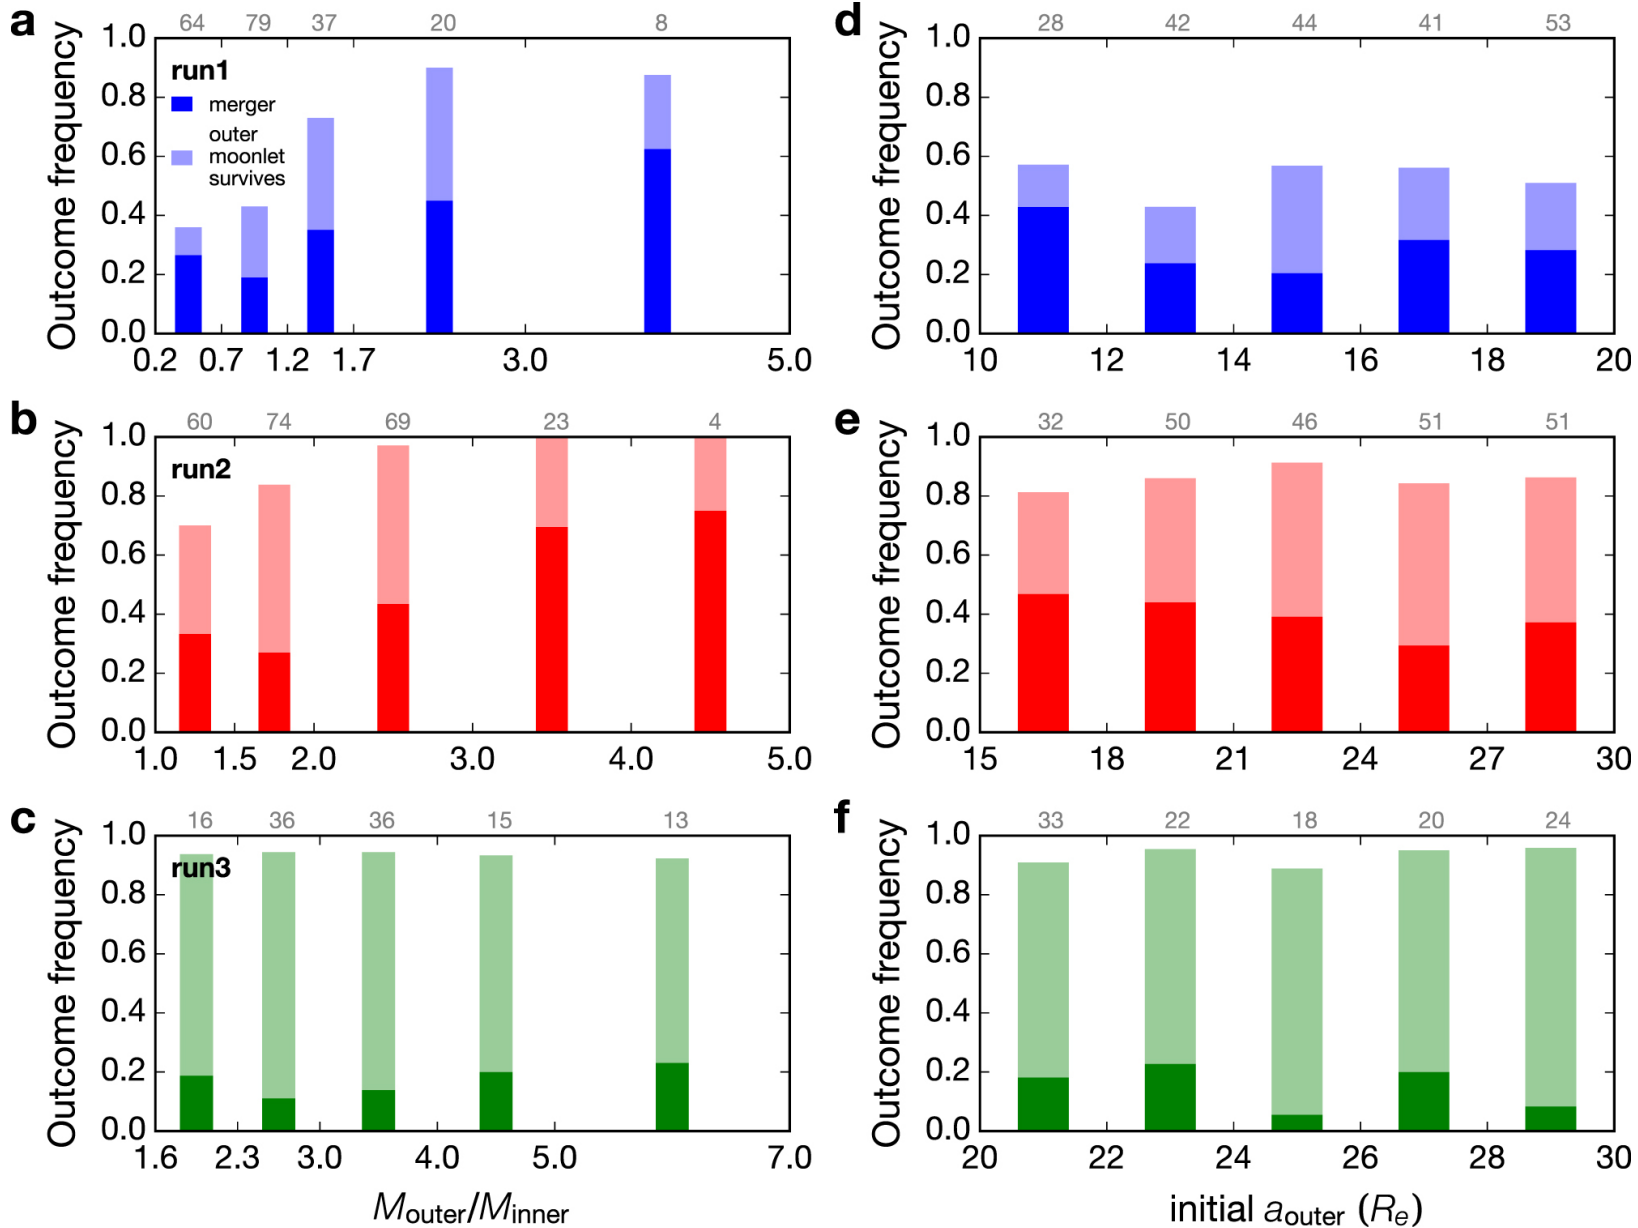 a
64 79 37 20 8
Outcome frequency
1.0
0.8
0.6
0.4
0.2
0.0
run1
merger
outer
moonlet
survives
0.2 0.7 1.2 1.7 3.0 5.0
d
28 42 44 41 53
Outcome frequency
1.0
0.8
0.6
0.4
0.2
0.0
10 12 14 16 18 20
b
60 74 69 23 4
Outcome frequency
1.0
0.8
0.6
0.4
0.2
0.0
run2
1.0 1.5 2.0 3.0 4.0 5.0
e
32 50 46 51 51
Outcome frequency
1.0
0.8
0.6
0.4
0.2
0.0
15 18 21 24 27 30
c
16 36 36 15 13
Outcome frequency
1.0
0.8
0.6
0.4
0.2
0.0
run3
1.6 2.3 3.0 4.0 5.0 7.0
Mouter/Minner
f
33 22 18 20 24
Outcome frequency
1.0
0.8
0.6
0.4
0.2
0.0
20 22 24 26 28 30
initial aouter (Re)